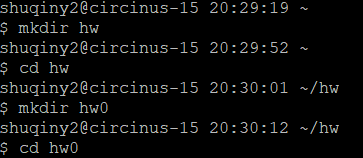 shuqiny2@circinus-15 20:29:19 ~
$ mkdir hw
shuqiny2@circinus-15 20:29:52 ~
$ cd hw
shuqiny2@circinus-15 20:30:01 ~/hw
$ mkdir hw0
shuqiny2@circinus-15 20:30:12 ~/hw
$ cd hw0